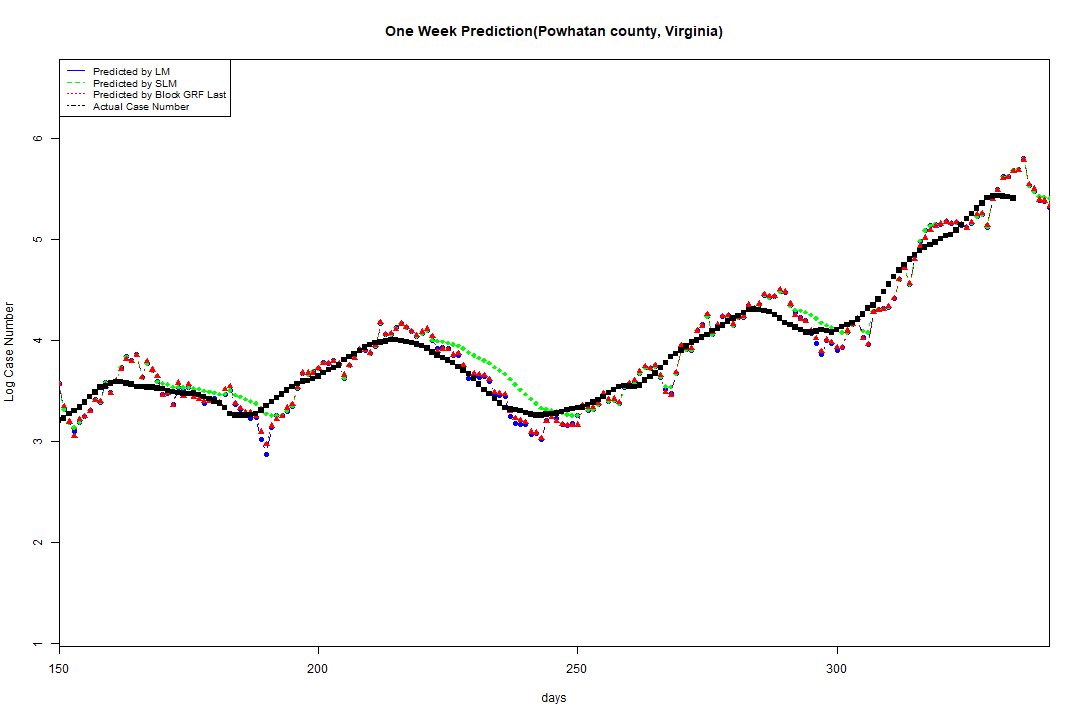 One Week Prediction(Powhatan county, Virginia)
Predicted by LM
Predicted by SLM
Predicted by Block GRF Last
Actual Case Number
6
5
4
3
2
1
Log Case Number
150 200 250 300
days